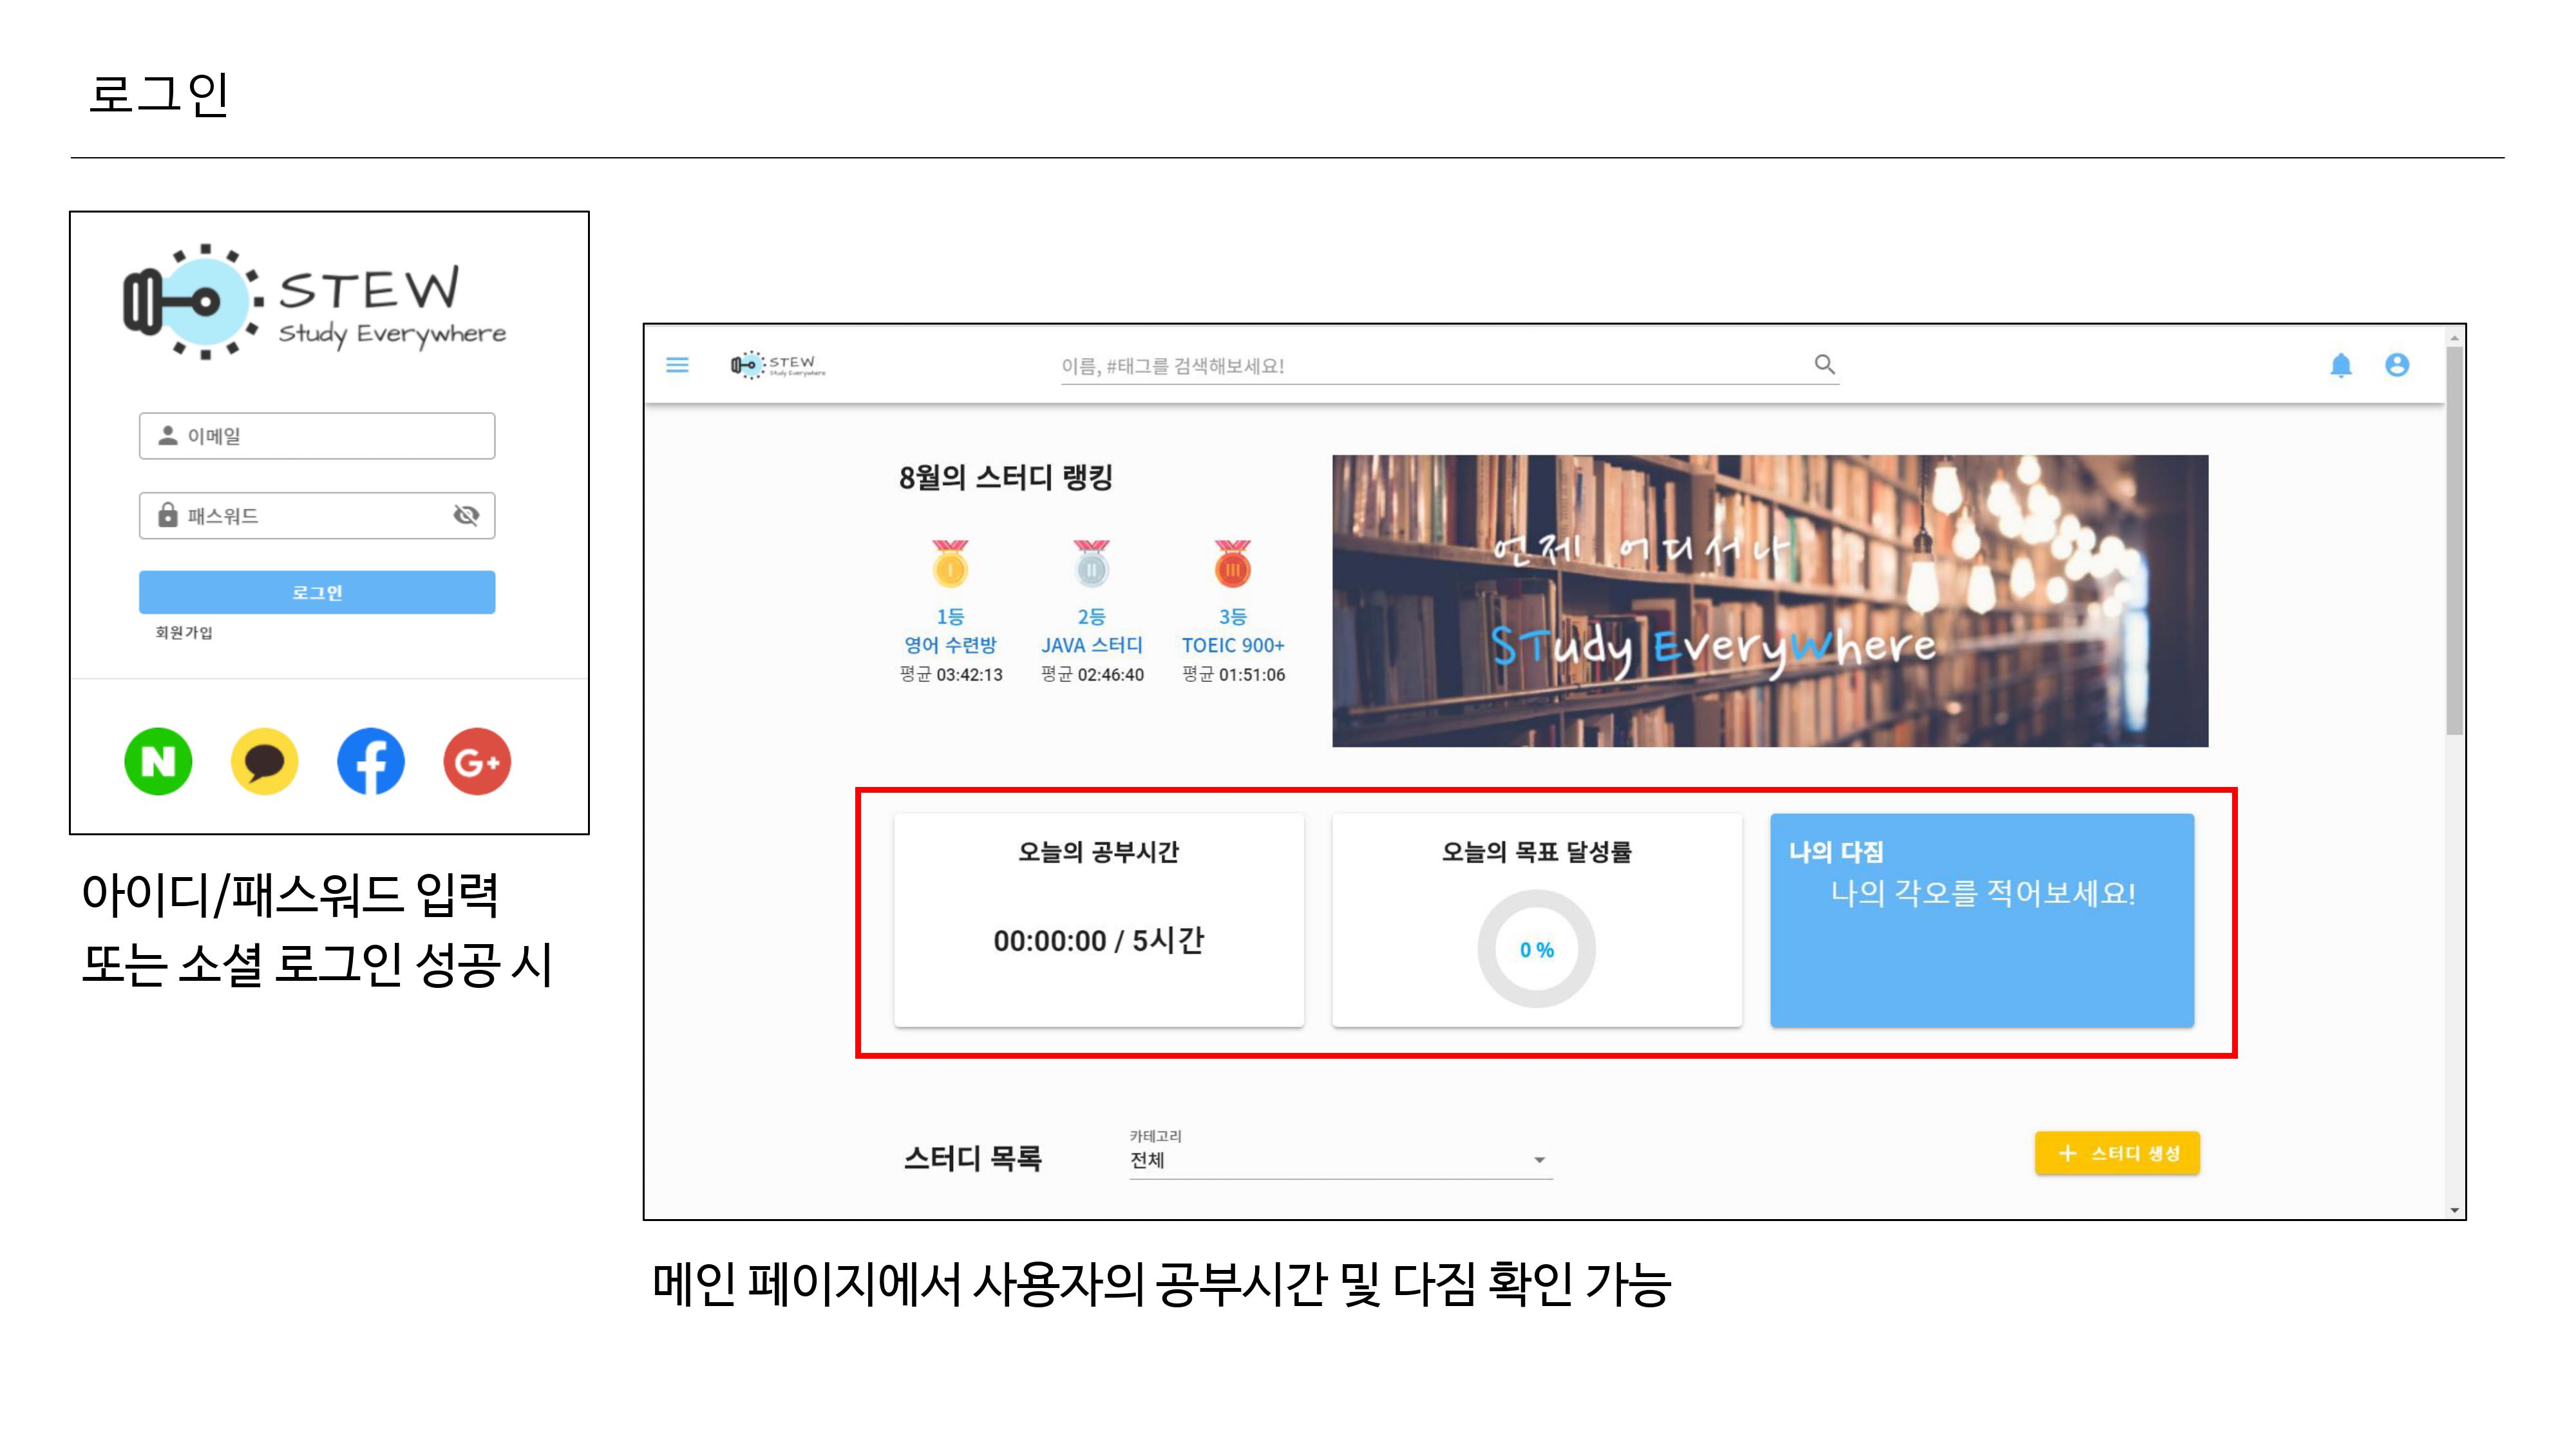 로그인
STEW
Study Everywhere
이메일
패스워드
로그인
회원가입
N
f
G+
아이디/패스워드 입력
또는 소셜 로그인 성공 시
STEW
Study Everywhere
이름, #태그를 검색해보세요!
8월의 스터디 랭킹
1등 2등 3등
영어 수련방 JAVA 스터디 TOEIC 900+
평균 03:42:13 평균 02:46:40 평균 01:51:06
언제 어디서나
STudy EveryWhere
오늘의 공부시간
00:00:00 / 5시간
오늘의 목표 달성률
0 %
나의 다짐
나의 각오를 적어보세요!
스터디 목록
카테고리
전체
+ 스터디 생성
메인 페이지에서 사용자의 공부시간 및 다짐 확인 가능